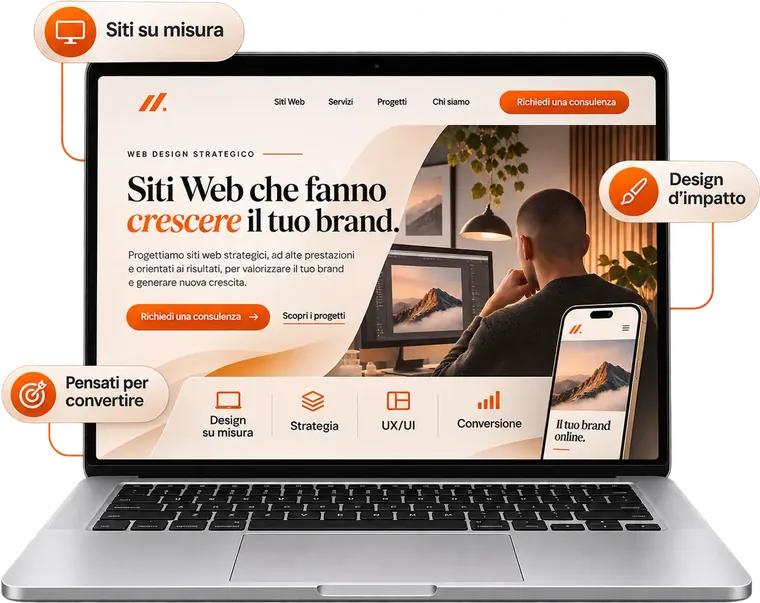 Siti su misura
Siti Web
Servizi
Progetti
Chi siamo
Richiedi una consulenza
WEB DESIGN STRATEGICO
Siti Web che fanno
crescere il tuo brand.
Progettiamo siti web strategici, ad alte prestazioni
e orientati ai risultati, per valorizzare il tuo brand
e generare nuova crescita.
Richiedi una consulenza →
Scopri i progetti
Design
d'impatto
Pensati per
convertire
Design
su misura
Strategia
UX/UI
Conversione
Il tuo brand
online.